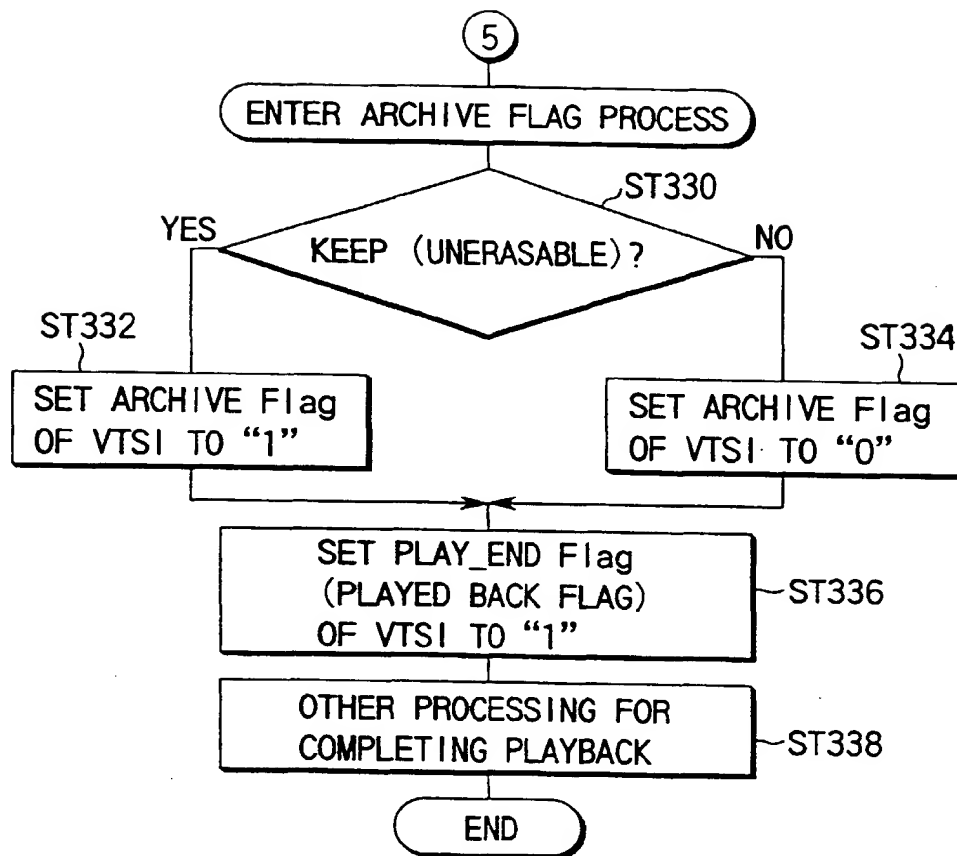 5
ENTER ARCHIVE FLAG PROCESS
ST330
YES
KEEP (UNERASABLE)?
NO
ST332
ST334
SET ARCHIVE Flag
OF VTSI TO “1”
SET ARCHIVE Flag
OF VTSI TO “0”
SET PLAY_END Flag
(PLAYED BACK FLAG)
OF VTSI TO “1”
ST336
OTHER PROCESSING FOR
COMPLETING PLAYBACK
ST338
END